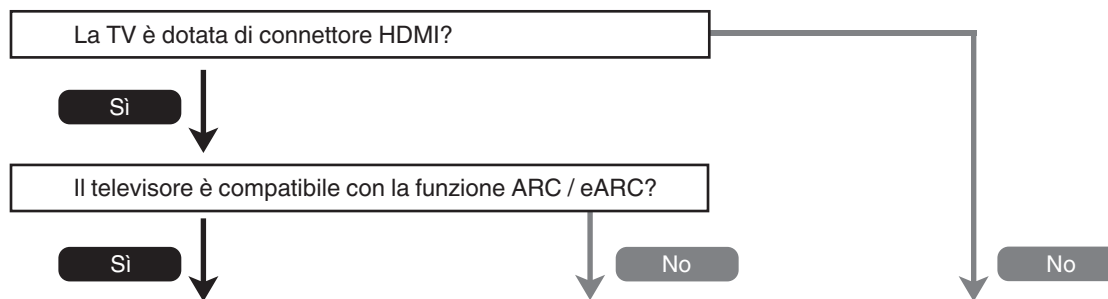 La TV è dotata di connettore HDMI?
Sì
Il televisore è compatibile con la funzione ARC / eARC?
Sì
No
No